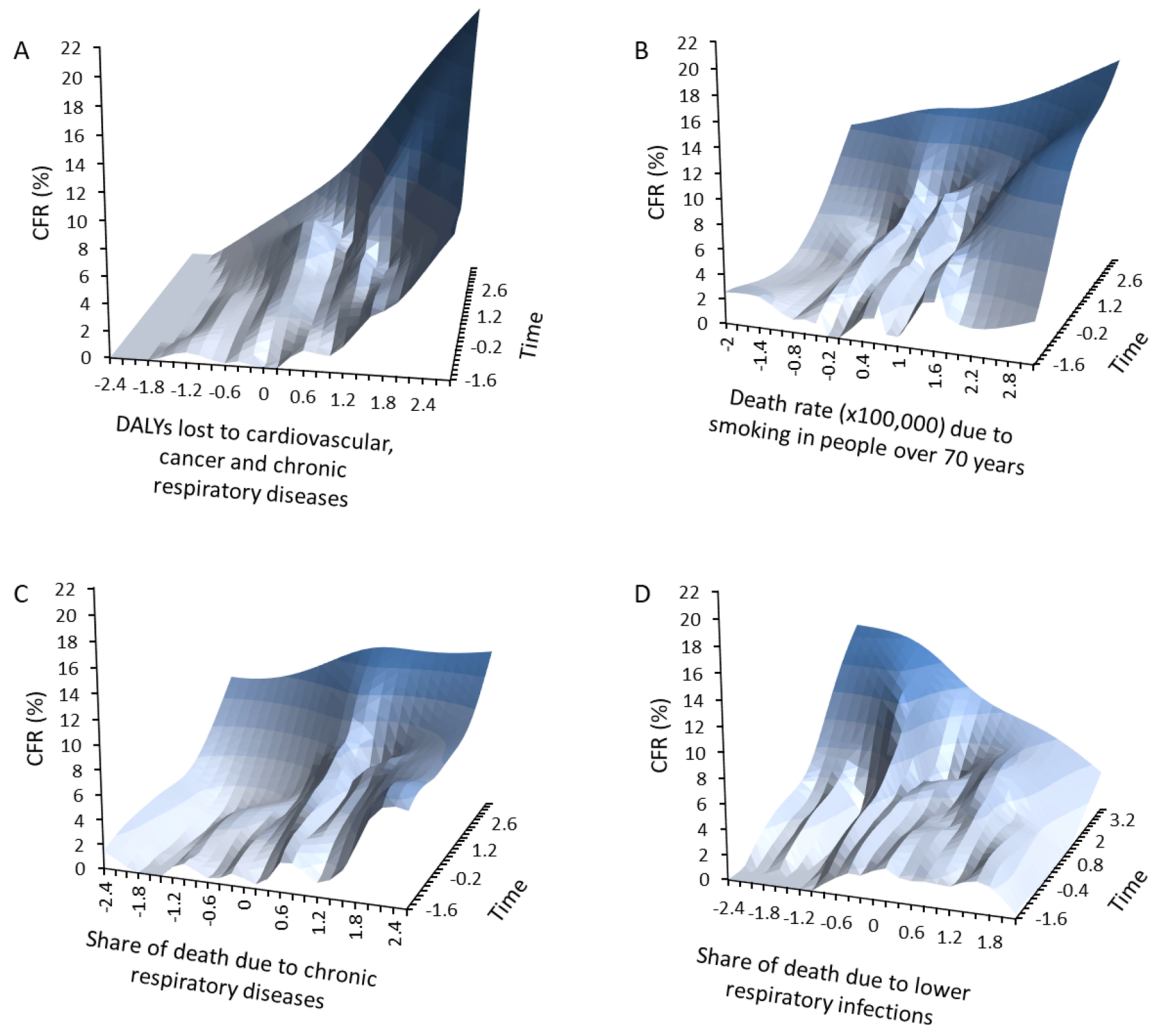 A
22
20
18
16
14
12
10
8
6
4
2
0
CFR (%)
-2.4 -1.8 -1.2 -0.6 0 0.6 1.2 1.8 2.4
2.6
1.2
-0.2
-1.6
Time
DALYs lost to cardiovascular,
cancer and chronic
respiratory diseases
B
22
20
18
16
14
12
10
8
6
4
2
0
CFR (%)
-2 -1.4 -0.8 -0.2 0.4 1 1.6 2.2 2.8
2.6
1.2
-0.2
-1.6
Time
Death rate (x100,000) due to
smoking in people over 70 years
C
22
20
18
16
14
12
10
8
6
4
2
0
CFR (%)
-2.4 -1.8 -1.2 -0.6 0 0.6 1.2 1.8 2.4
2.6
1.2
-0.2
-1.6
Time
Share of death due to chronic
respiratory diseases
D
22
20
18
16
14
12
10
8
6
4
2
0
CFR (%)
-2.4 -1.8 -1.2 -0.6 0 0.6 1.2 1.8
3.2
2
0.8
-0.4
-1.6
Time
Share of death due to lower
respiratory infections